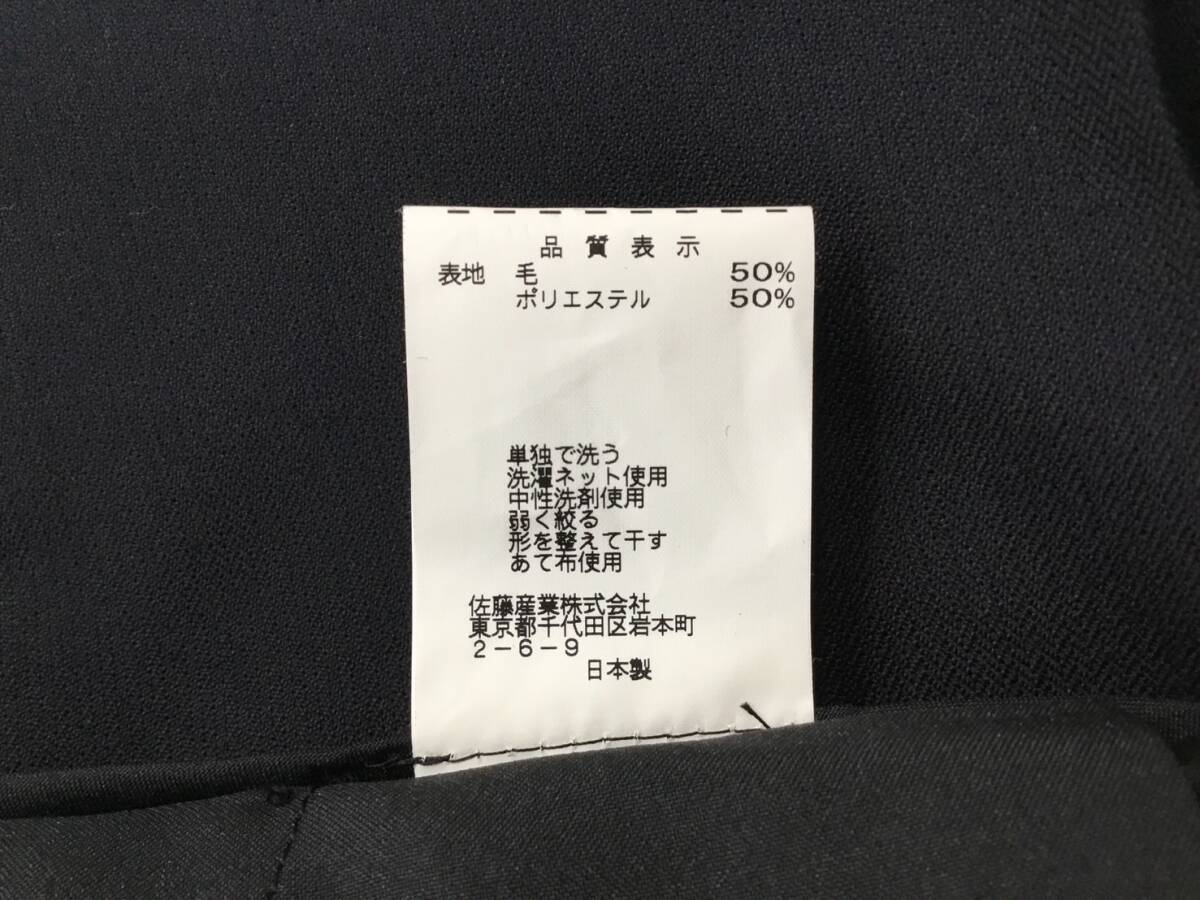 品質表示
表地 毛 50%
ポリエステル 50%
単独で洗う
洗濯ネット使用
中性洗剤使用
弱く絞る
形を整えて干す
あて布使用
佐藤産業株式会社
東京都千代田区岩本町
2-6-9
日本製